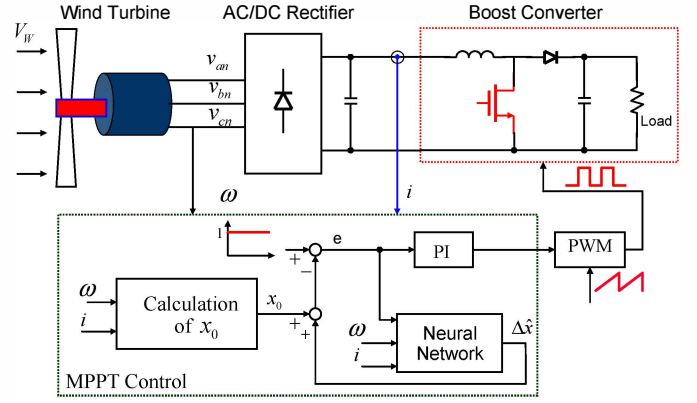 Wind Turbine
AC/DC Rectifier
Boost Converter
V_W
v_an
v_bn
v_cn
Load
ω
i
1
+
−
e
PI
PWM
ω
i
Calculation
of x_0
x_0
+
+
ω
i
Neural
Network
Δx̂
MPPT Control